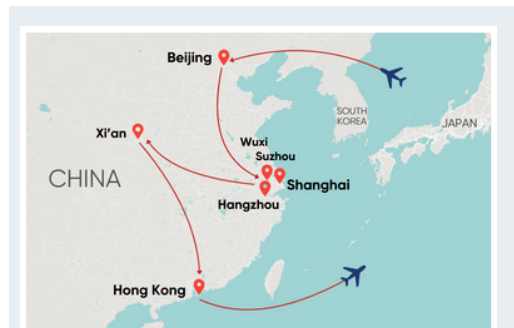 Beijing
SOUTH
KOREA
JAPAN
Xi'an
Wuxi
Suzhou
CHINA
Shanghai
Hangzhou
Hong Kong